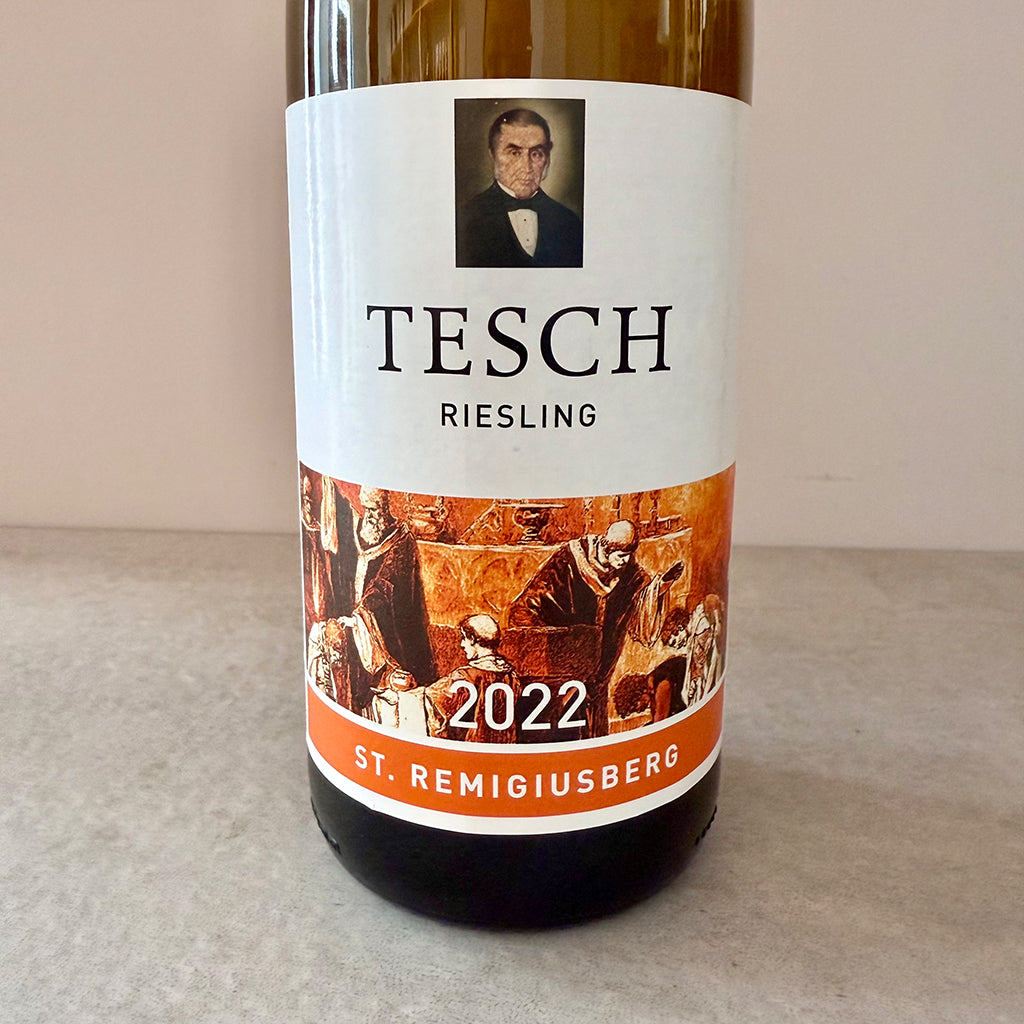 TESCH
RIESLING
2022
ST. REMIGIUSBERG